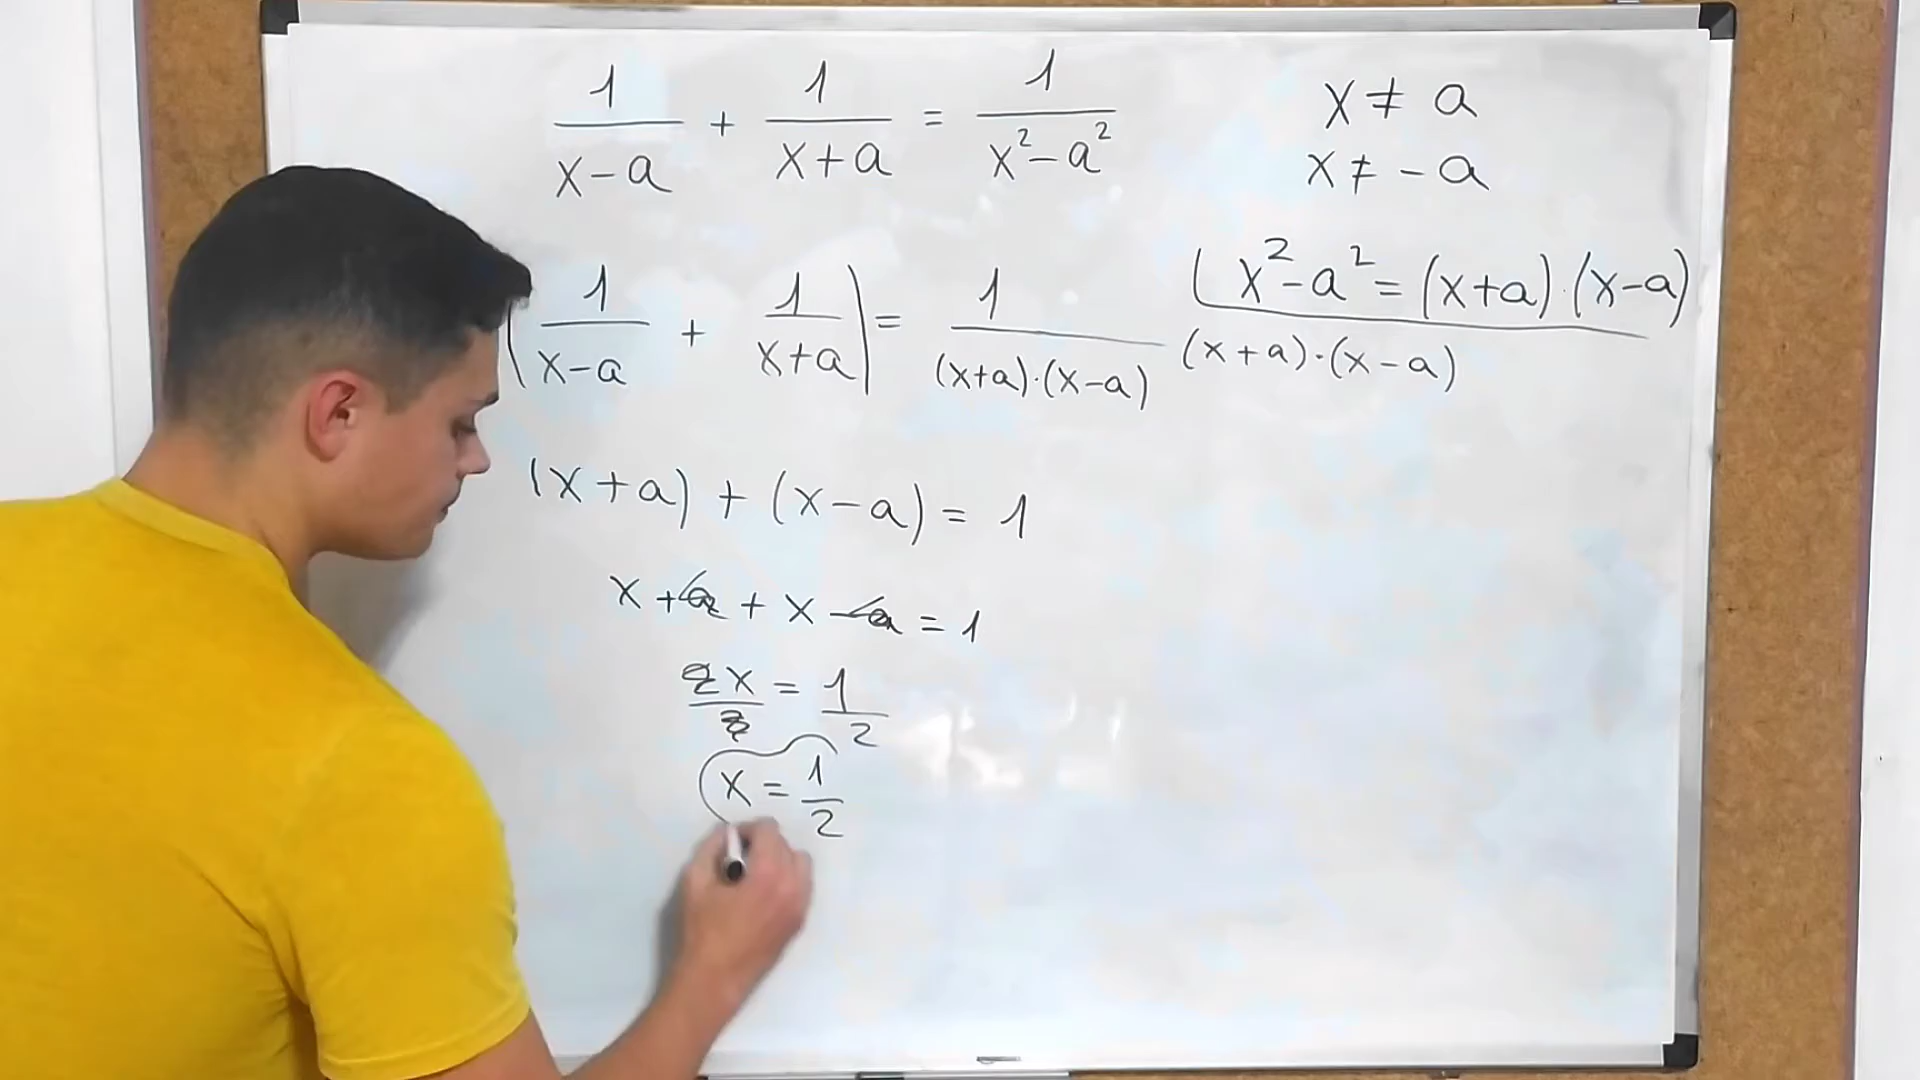 1/(x-a) + 1/(x+a) = 1/(x²-a²)
x ≠ a
x ≠ -a
(1/(x-a) + 1/(x+a)) = 1/((x+a)·(x-a))
x²-a² = (x+a)·(x-a)
(x+a)·(x-a)
(x+a) + (x-a) = 1
x + a + x - a = 1
2x/2 = 1/2
x = 1/2